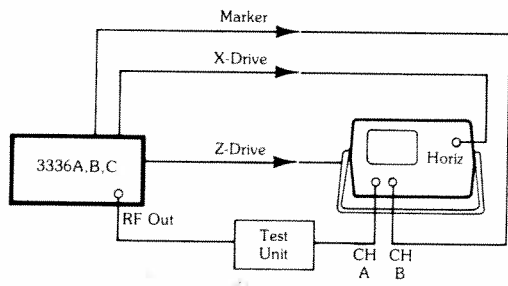 Marker
X-Drive
3336A,B,C
Z-Drive
Horiz
RF Out
Test
Unit
CH
A
CH
B